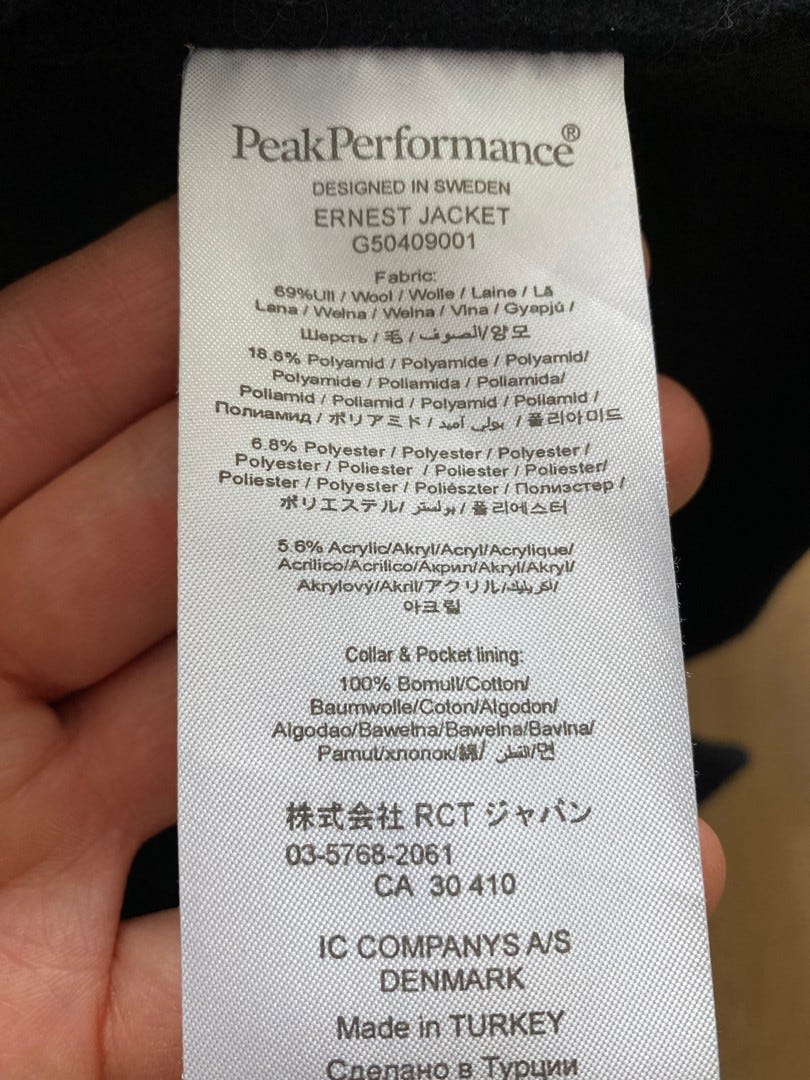 PeakPerformance®
DESIGNED IN SWEDEN
ERNEST JACKET
G50409001
Fabric:
69%Ull / Wool / Wolle / Laine / Lã
Lana / Wełna / Welna / Vlna / Gyapjú /
Шерсть / 毛 / الصوف/양모
18.6% Polyamid / Polyamide / Polyamid/
Polyamide / Poliamida / Poliamida/
Poliamid / Poliamid / Polyamid / Poliamid /
Полиамид / ポリアミド / بولي أميد /폴리아미드
6.8% Polyester / Polyester / Polyester /
Polyester / Poliester / Poliester / Poliester/
Poliester / Polyester / Poliészter / Полиэстер /
ポリエステル/ بولستر / 폴리에스터
5.6% Acrylic/Akryl/Acryl/Acrylique/
Acrilico/Acrilico/Акрил/Akryl/Akryl/
Akrylový/Akril/アクリル/أكريليك/
아크릴
Collar & Pocket lining:
100% Bomull/Cotton/
Baumwolle/Coton/Algodon/
Algodao/Bawełna/Bawelna/Bavlna/
Pamut/хлопок/綿/ القطن/면
株式会社 RCT ジャパン
03-5768-2061
CA 30 410
IC COMPANYS A/S
DENMARK
Made in TURKEY
Сделано в Турции